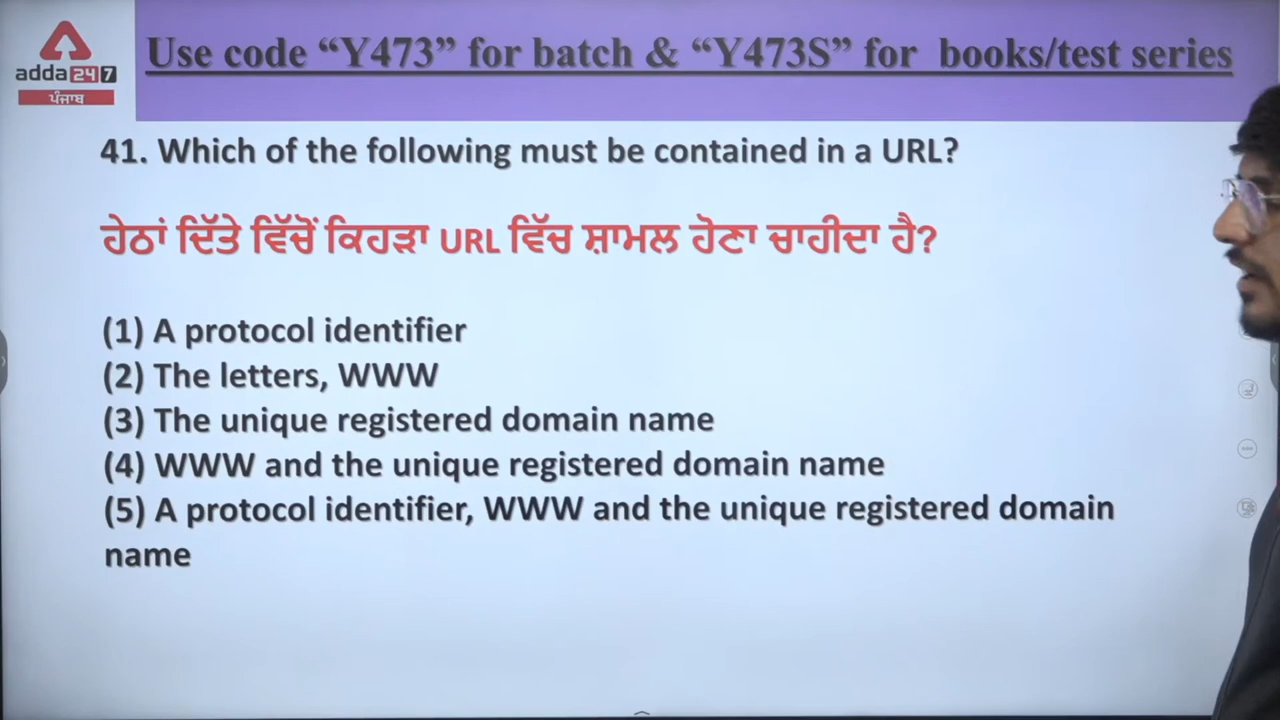 adda 247
ਪੰਜਾਬ
Use code “Y473” for batch & “Y473S” for books/test series
41. Which of the following must be contained in a URL?
ਹੇਠਾਂ ਦਿੱਤੇ ਵਿੱਚੋਂ ਕਿਹੜਾ URL ਵਿੱਚ ਸ਼ਾਮਲ ਹੋਣਾ ਚਾਹੀਦਾ ਹੈ?
(1) A protocol identifier
(2) The letters, WWW
(3) The unique registered domain name
(4) WWW and the unique registered domain name
(5) A protocol identifier, WWW and the unique registered domain
name